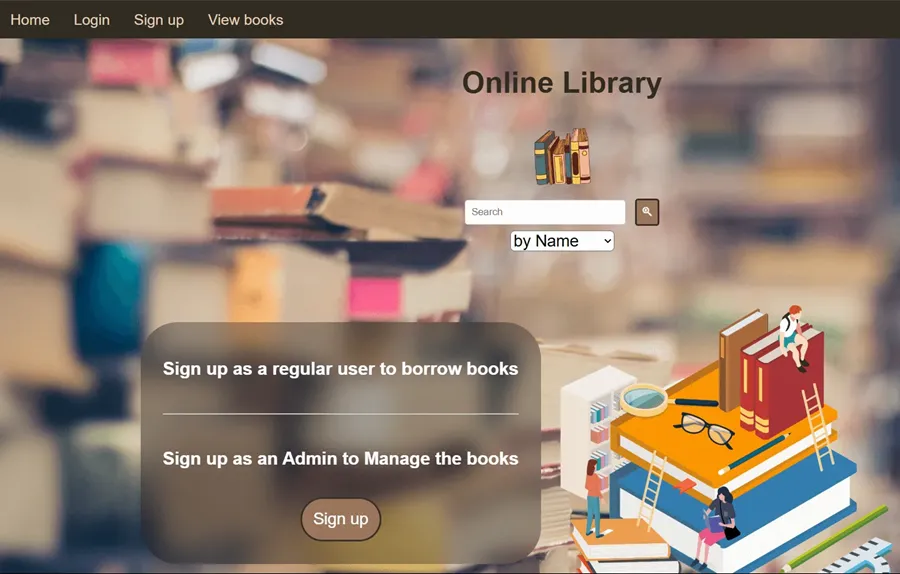 Home Login Sign up View books
Online Library
Search
by Name
Sign up as a regular user to borrow books
Sign up as an Admin to Manage the books
Sign up